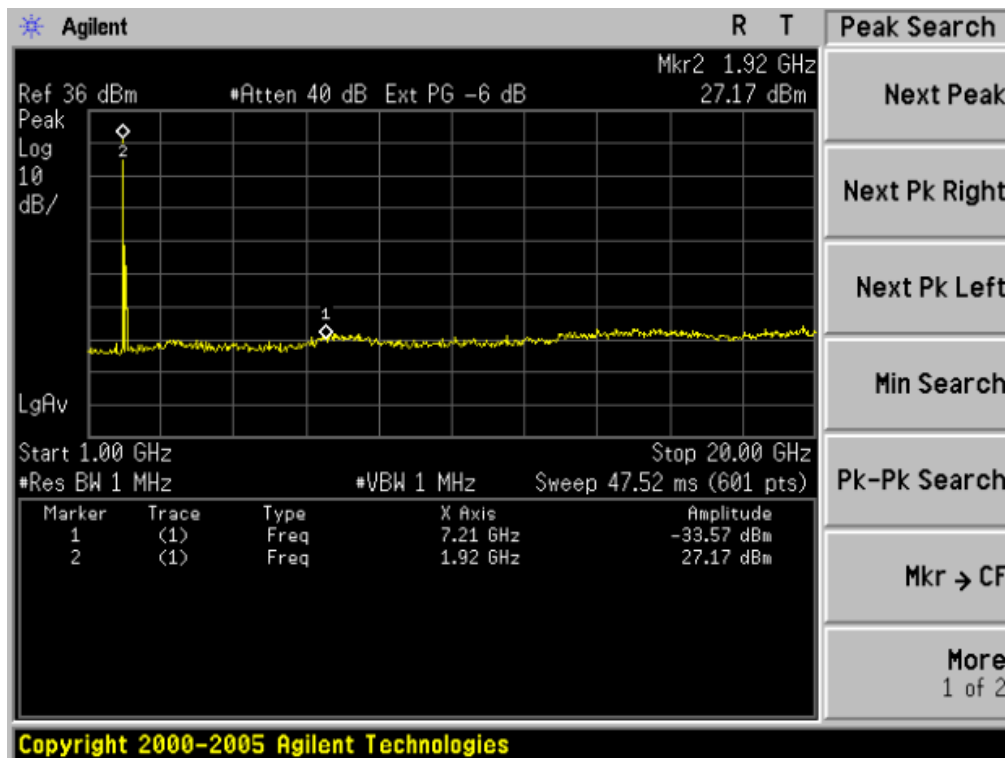 Agilent R T Peak Search
Mkr2 1.92 GHz
Ref 36 dBm #Atten 40 dB Ext PG -6 dB 27.17 dBm
Peak
Log
10
dB/
2
1
LgAv
Start 1.00 GHz Stop 20.00 GHz
#Res BW 1 MHz #VBW 1 MHz Sweep 47.52 ms (601 pts)
Marker Trace Type X Axis Amplitude
1 (1) Freq 7.21 GHz -33.57 dBm
2 (1) Freq 1.92 GHz 27.17 dBm
Next Peak
Next Pk Right
Next Pk Left
Min Search
Pk-Pk Search
Mkr → CF
More
1 of 2
Copyright 2000-2005 Agilent Technologies